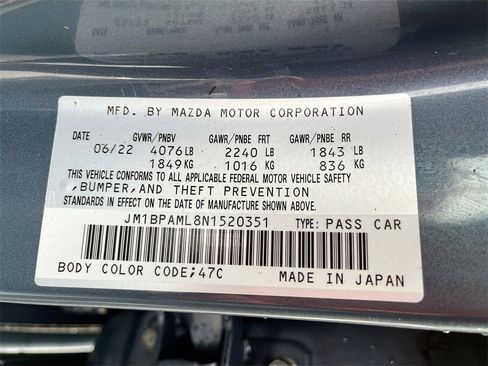 MFD. BY MAZDA MOTOR CORPORATION
DATE GVWR/PNBV GAWR/PNBE FRT GAWR/PNBE RR
06/22 4076LB 2240 LB 1843 LB
1849KG 1016 KG 836 KG
THIS VEHICLE CONFORMS TO ALL APPLICABLE FEDERAL MOTOR VEHICLE SAFETY,
,BUMPER,AND THEFT PREVENTION
STANDARDS IN EFFECT ON THE DATE OF MANUFACTURE SHOWN ABOVE.
JM1BPAML8N1520351 TYPE: PASS CAR
BODY COLOR CODE;47C MADE IN JAPAN